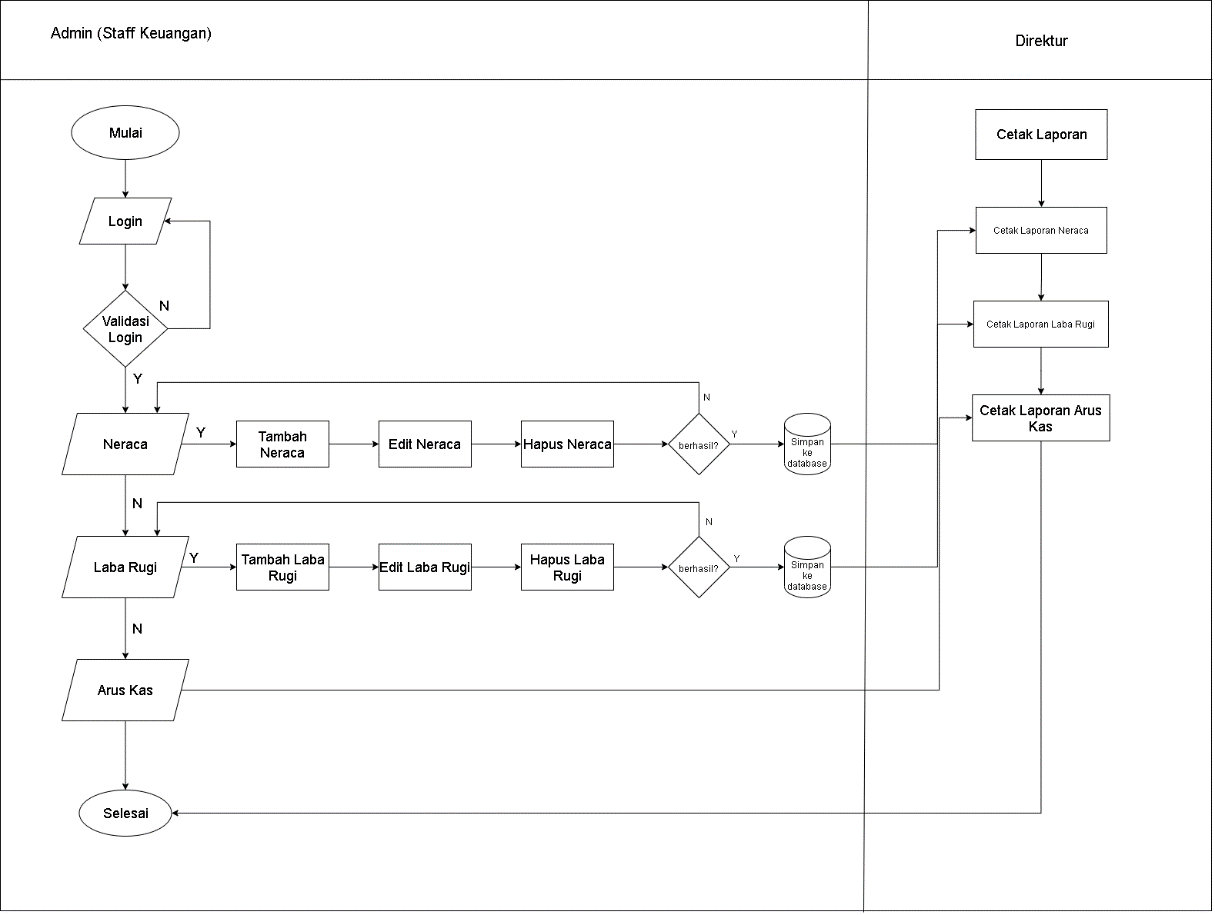 Admin (Staff Keuangan)
Direktur
Mulai
Cetak Laporan
Login
Cetak Laporan Neraca
N
Validasi
Login
Cetak Laporan Laba Rugi
Y
N
Cetak Laporan Arus
Kas
Neraca
Y
Tambah
Neraca
Edit Neraca
Hapus Neraca
berhasil?
Y
Simpan
ke
database
N
N
Laba Rugi
Y
Tambah Laba
Rugi
Edit Laba Rugi
Hapus Laba
Rugi
berhasil?
Y
Simpan
ke
database
N
Arus Kas
Selesai